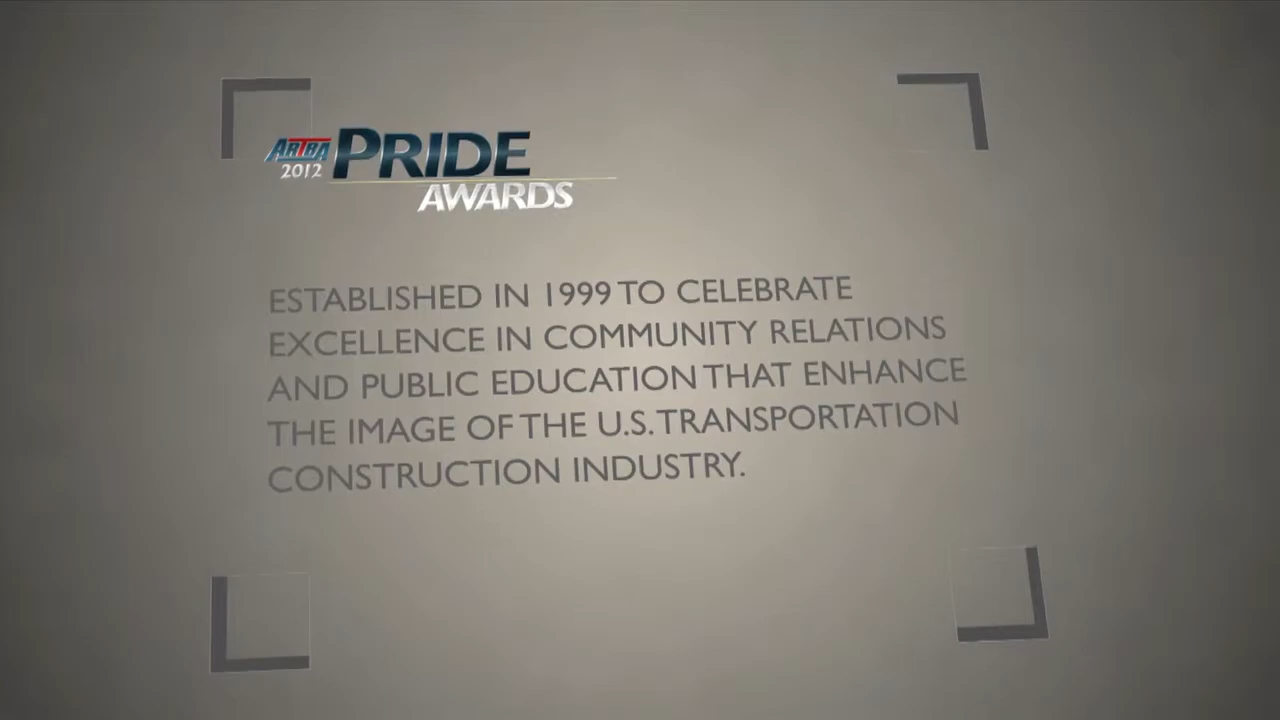 ARTBA PRIDE
2012
AWARDS
ESTABLISHED IN 1999 TO CELEBRATE
EXCELLENCE IN COMMUNITY RELATIONS
AND PUBLIC EDUCATION THAT ENHANCE
THE IMAGE OF THE U.S. TRANSPORTATION
CONSTRUCTION INDUSTRY.